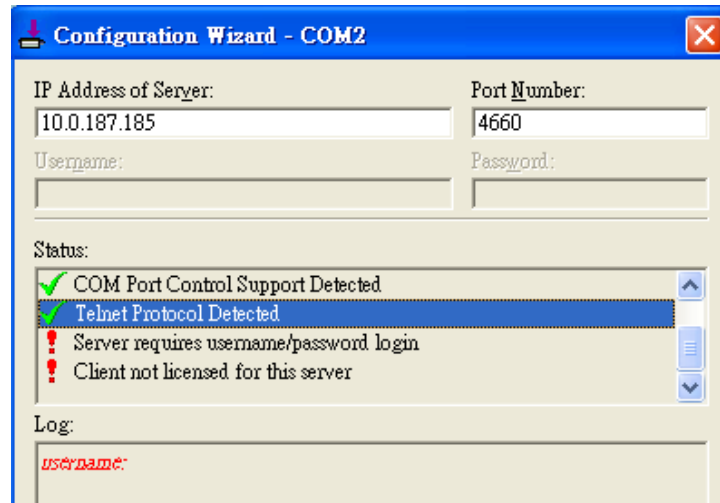 Configuration Wizard - COM2
IP Address of Server: Port Number:
10.0.187.185 4660
Username: Password:
Status:
COM Port Control Support Detected
Telnet Protocol Detected
Server requires username/password login
Client not licensed for this server
Log:
username: